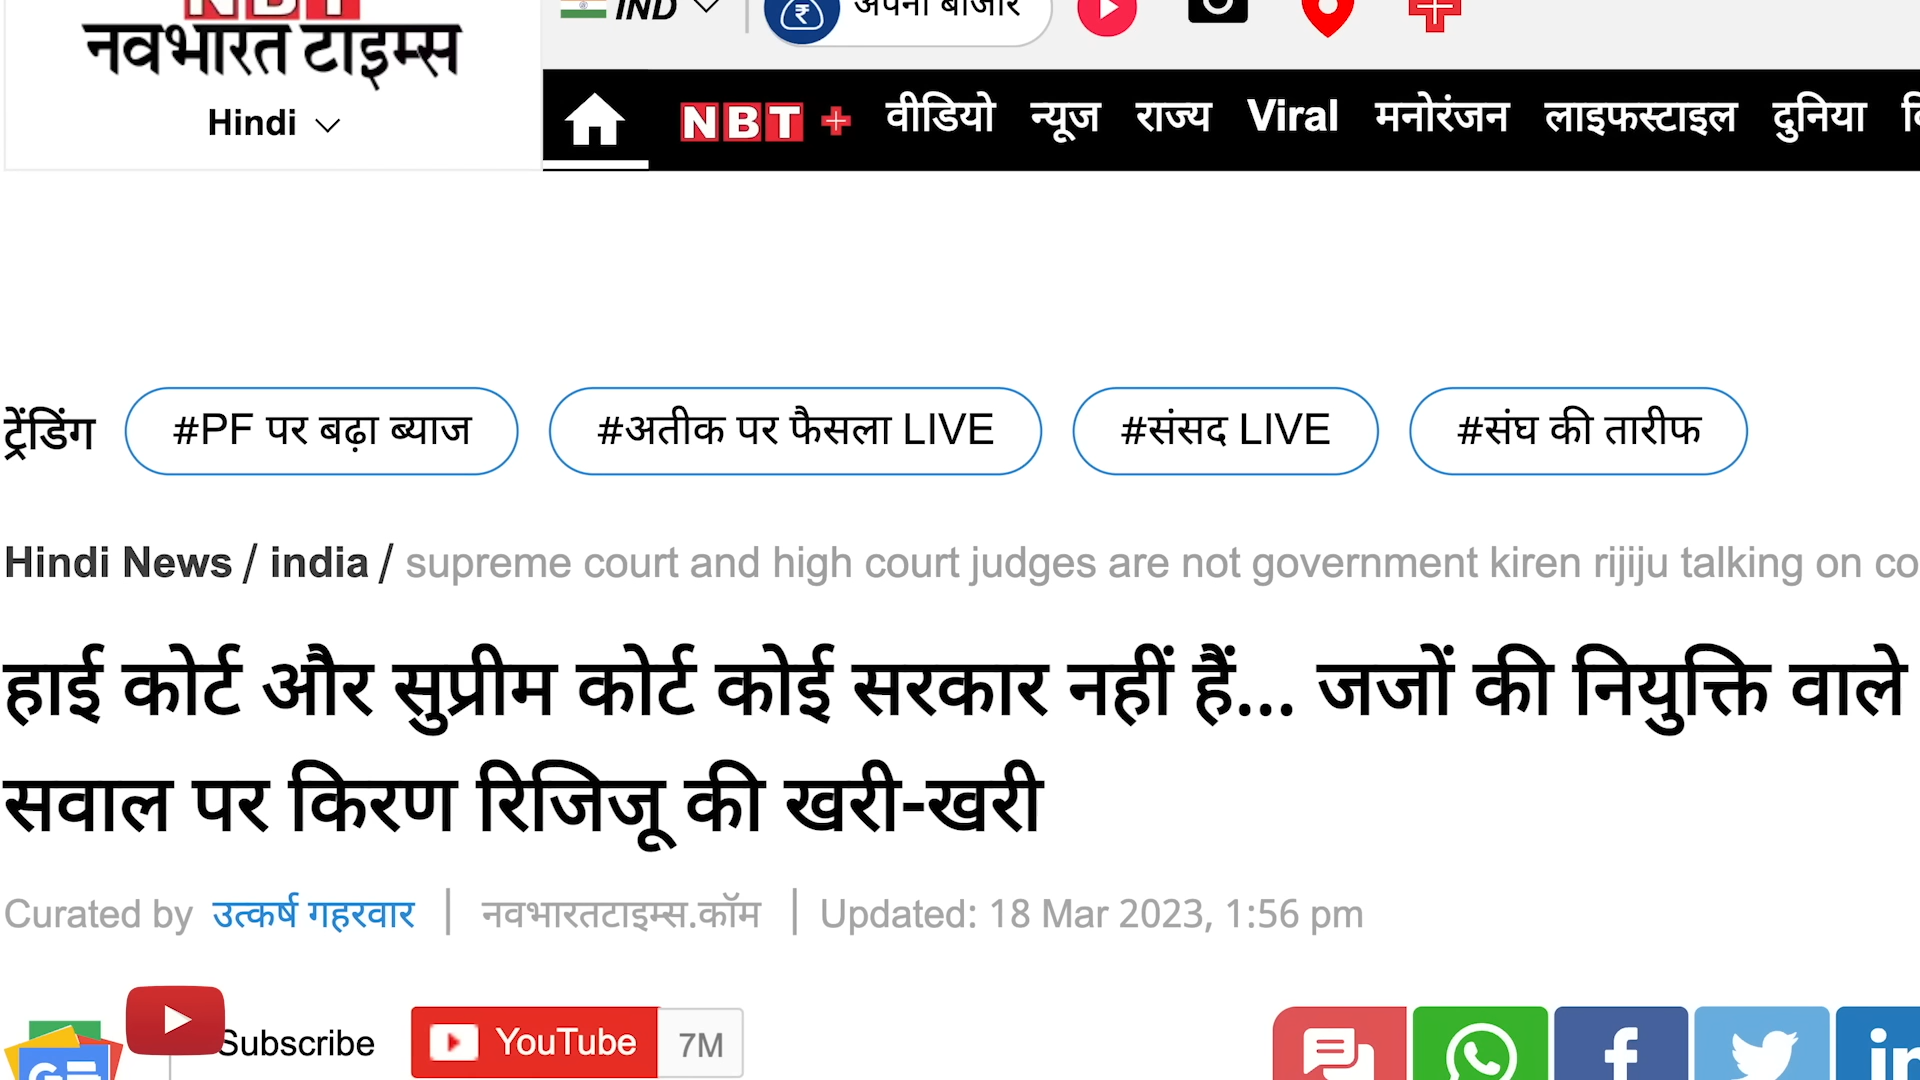 NBT
नवभारत टाइम्स
Hindi
IND
अपना बाजार
NBT + वीडियो न्यूज राज्य Viral मनोरंजन लाइफस्टाइल दुनिया
ट्रेंडिंग #PF पर बढ़ा ब्याज #अतीक पर फैसला LIVE #संसद LIVE #संघ की तारीफ
Hindi News / india / supreme court and high court judges are not government kiren rijiju talking on co
हाई कोर्ट और सुप्रीम कोर्ट कोई सरकार नहीं हैं... जजों की नियुक्ति वाले
सवाल पर किरण रिजिजू की खरी-खरी
Curated by उत्कर्ष गहरवार | नवभारतटाइम्स.कॉम | Updated: 18 Mar 2023, 1:56 pm
Subscribe YouTube 7M